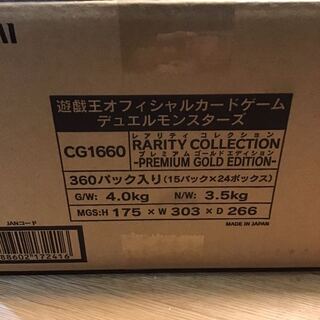 遊戯王オフィシャルカードゲーム
デュエルモンスターズ
レアリティ コレクション
CG1660 RARITY COLLECTION
プレミアムゴールドエディション
-PREMIUM GOLD EDITION-
360パック入り(15パック×24ボックス)
G/W: 4.0kg N/W: 3.5kg
MGS:H 175 × W 303 × D 266
JANコード
MADE IN JAPAN
88602172416